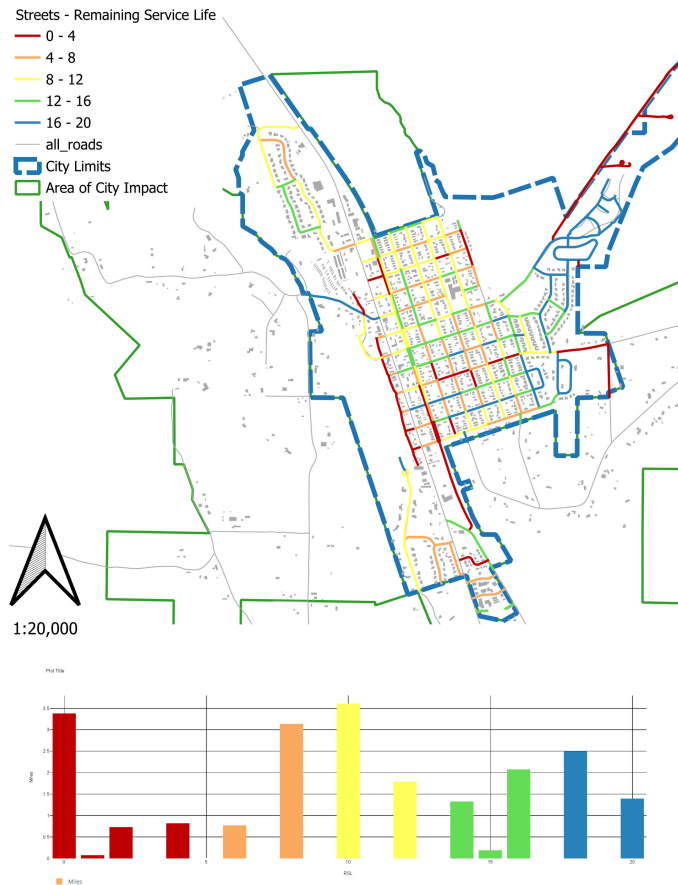 Streets - Remaining Service Life
0 - 4
4 - 8
8 - 12
12 - 16
16 - 20
all_roads
City Limits
Area of City Impact
1:20,000
Plot Title
3.5
3
2.5
2
1.5
1
0.5
0
Miles
0 5 10 15 20
RSL
Miles